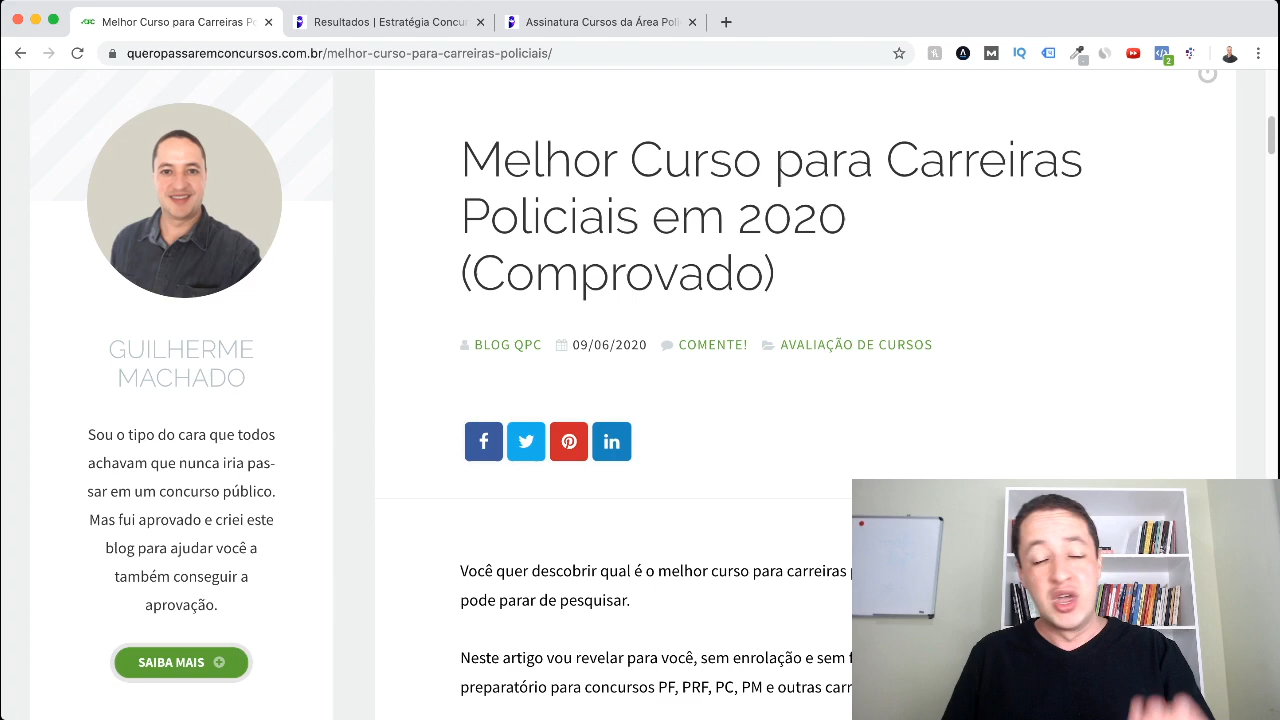 Melhor Curso para Carreiras Po
Resultados | Estratégia Concur
Assinatura Cursos da Área Poli
queropassaremconcursos.com.br/melhor-curso-para-carreiras-policiais/
IQ
2
GUILHERME
MACHADO
Sou o tipo do cara que todos
achavam que nunca iria pas-
sar em um concurso público.
Mas fui aprovado e criei este
blog para ajudar você a
também conseguir a
aprovação.
SAIBA MAIS
Melhor Curso para Carreiras
Policiais em 2020
(Comprovado)
BLOG QPC 09/06/2020 COMENTE! AVALIAÇÃO DE CURSOS
Você quer descobrir qual é o melhor curso para carreiras
pode parar de pesquisar.
Neste artigo vou revelar para você, sem enrolação e sem
preparatório para concursos PF, PRF, PC, PM e outras